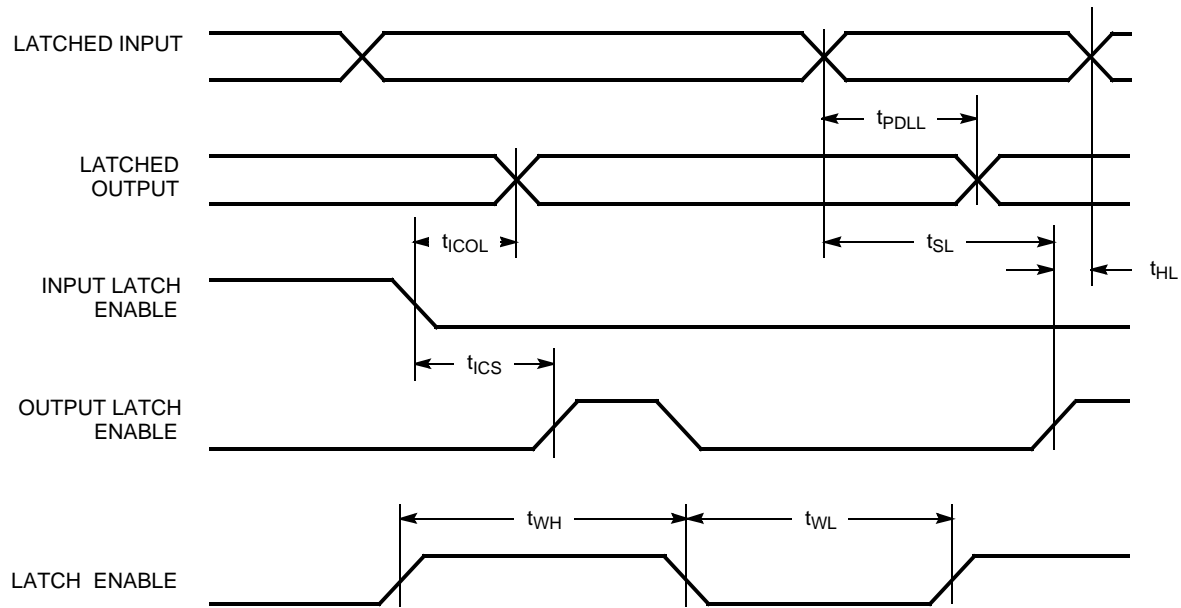 LATCHED INPUT
tPDLL
LATCHED
OUTPUT
tICOL
tSL
tHL
INPUT LATCH
ENABLE
tICS
OUTPUT LATCH
ENABLE
tWH
tWL
LATCH ENABLE